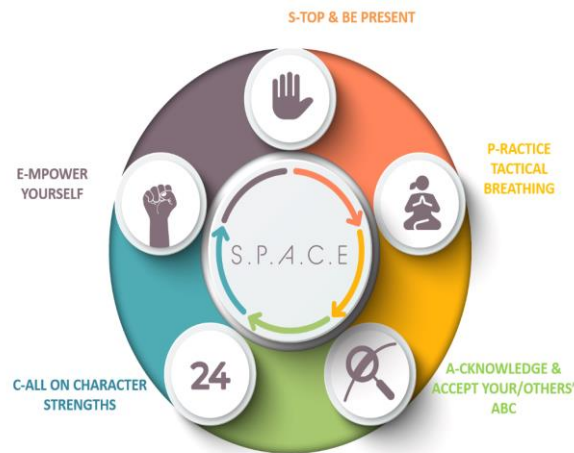 S-TOP & BE PRESENT
P-RACTICE
TACTICAL
BREATHING
E-MPOWER
YOURSELF
S.P.A.C.E
24
C-ALL ON CHARACTER
STRENGTHS
A-CKNOWLEDGE &
ACCEPT YOUR/OTHERS'
ABC